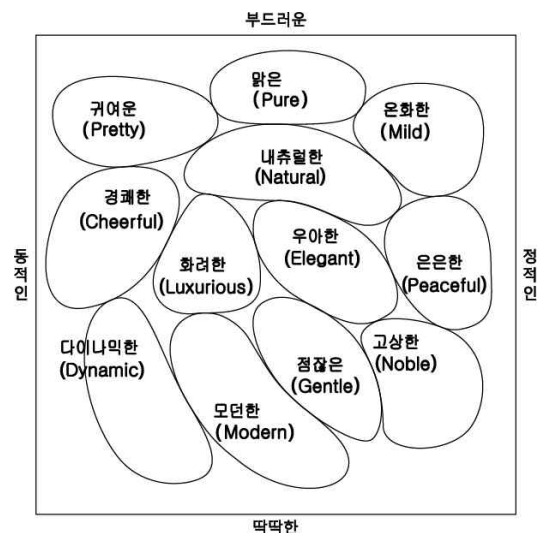 부드러운
맑은
(Pure)
귀여운
(Pretty)
온화한
(Mild)
내츄럴한
(Natural)
경쾌한
(Cheerful)
우아한
(Elegant)
화려한
(Luxurious)
은은한
(Peaceful)
동적인
정적인
다이나믹한
(Dynamic)
고상한
(Noble)
점잖은
(Gentle)
모던한
(Modern)
딱딱한